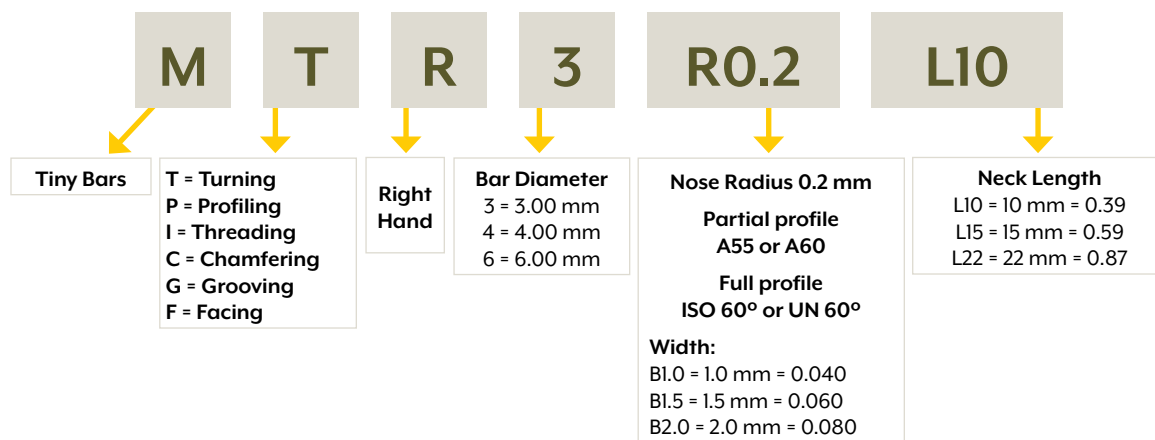 M T R 3 R0.2 L10
Tiny Bars
T = Turning
P = Profiling
I = Threading
C = Chamfering
G = Grooving
F = Facing
Right
Hand
Bar Diameter
3 = 3.00 mm
4 = 4.00 mm
6 = 6.00 mm
Nose Radius 0.2 mm
Partial profile
A55 or A60
Full profile
ISO 60º or UN 60º
Width:
B1.0 = 1.0 mm = 0.040
B1.5 = 1.5 mm = 0.060
B2.0 = 2.0 mm = 0.080
Neck Length
L10 = 10 mm = 0.39
L15 = 15 mm = 0.59
L22 = 22 mm = 0.87